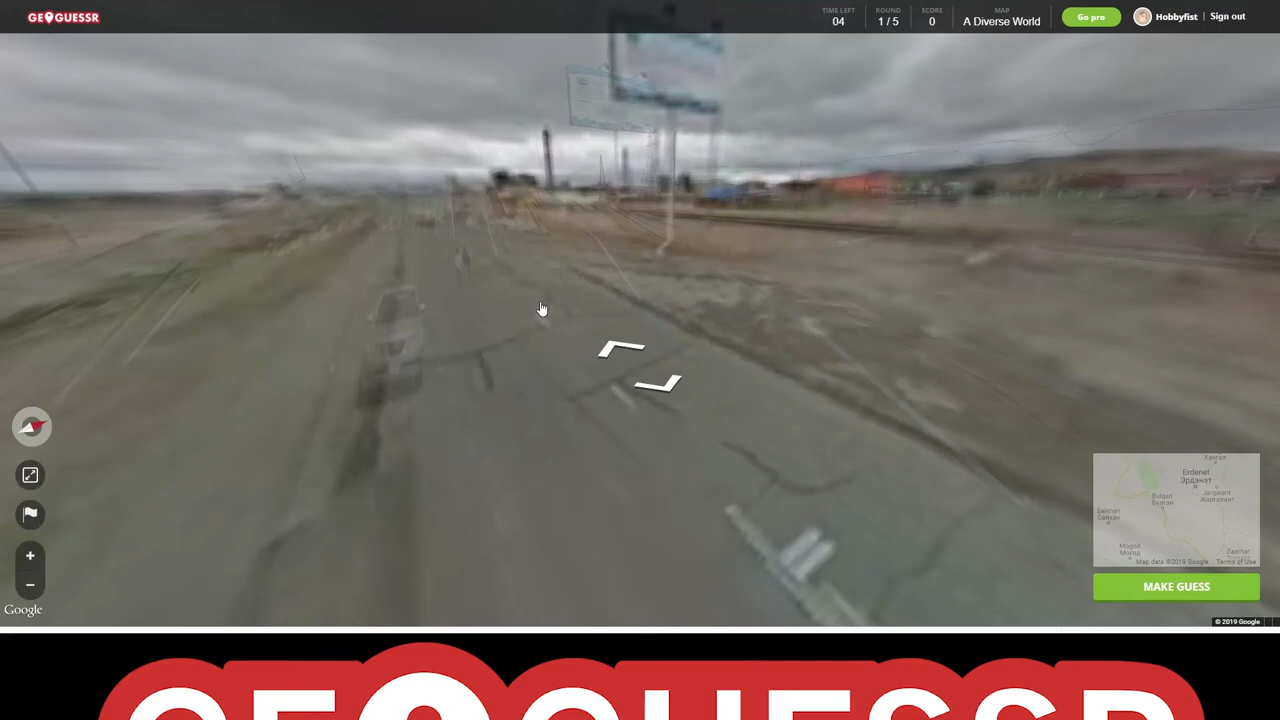 GEOGUESSR
TIME LEFT
04
ROUND
1 / 5
SCORE
0
MAP
A Diverse World
Go pro
Hobbyfist
Sign out
Хангал
Erdenet
Эрдэнэт
Bulgan
Булган
Jargalant
Жаргалант
Saikhan
Сайхан
Mogod
Могод
Zaamar
Map data ©2019 Google
Terms of Use
MAKE GUESS
Google
© 2019 Google
GEOGUESSR